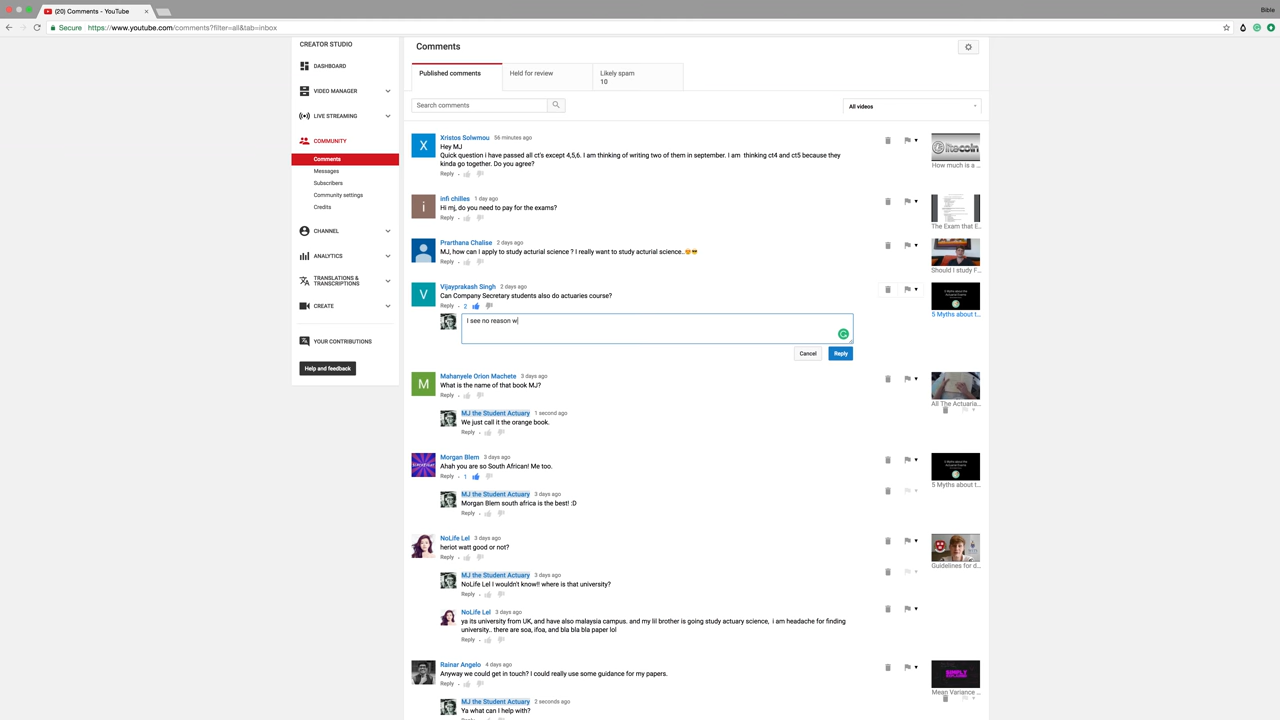 (20) Comments - YouTube
Bible
Secure https://www.youtube.com/comments?filter=all&tab=inbox
CREATOR STUDIO
DASHBOARD
VIDEO MANAGER
LIVE STREAMING
COMMUNITY
Comments
Messages
Subscribers
Community settings
Credits
CHANNEL
ANALYTICS
TRANSLATIONS &
TRANSCRIPTIONS
CREATE
YOUR CONTRIBUTIONS
Help and feedback
Comments
Published comments
Held for review
Likely spam
10
Search comments
All videos
X
Xristos Solwmou 56 minutes ago
Hey MJ
Quick question i have passed all ct's except 4,5,6. I am thinking of writing two of them in september. I am thinking ct4 and ct5 because they
kinda go together. Do you agree?
Reply
litecoin
How much is a ...
i
infi chilles 1 day ago
Hi mj, do you need to pay for the exams?
Reply
The Exam that E...
Prarthana Chalise 2 days ago
MJ, how can I apply to study acturial science ? I really want to study acturial science..😊😎
Reply
Should I study F...
V
Vijayprakash Singh 2 days ago
Can Company Secretary students also do actuaries course?
Reply 2
5 Myths about t...
I see no reason w
Cancel
Reply
M
Mahanyele Orion Machete 3 days ago
What is the name of that book MJ?
Reply
All The Actuaria...
MJ the Student Actuary 1 second ago
We just call it the orange book.
Reply
Morgan Blem 3 days ago
Ahah you are so South African! Me too.
Reply 1
5 Myths about t...
MJ the Student Actuary 3 days ago
Morgan Blem south africa is the best! :D
Reply
NoLife Lel 3 days ago
heriot watt good or not?
Reply
Guidelines for d...
MJ the Student Actuary 3 days ago
NoLife Lel I wouldn't know!! where is that university?
Reply
NoLife Lel 3 days ago
ya its university from UK, and have also malaysia campus. and my lil brother is going study actuary science, i am headache for finding
university.. there are soa, ifoa, and bla bla bla paper lol
Reply
Rainar Angelo 4 days ago
Anyway we could get in touch? I could really use some guidance for my papers.
Reply
SIMPLY
EXPLAINED
Mean Variance ...
MJ the Student Actuary 2 seconds ago
Ya what can I help with?